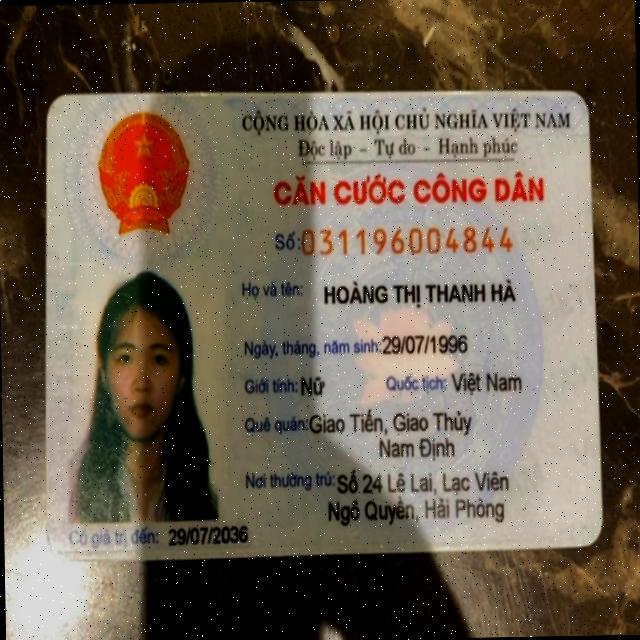 CỘNG HÒA XÃ HỘI CHỦ NGHĨA VIỆT NAM
Độc lập - Tự do - Hạnh phúc
CĂN CƯỚC CÔNG DÂN
Số: 031196004844
Họ và tên: HOÀNG THỊ THANH HÀ
Ngày, tháng, năm sinh: 29/07/1996
Giới tính: Nữ Quốc tịch: Việt Nam
Quê quán: Giao Tiến, Giao Thủy
Nam Định
Nơi thường trú: Số 24 Lê Lai, Lạc Viên
Ngô Quyền, Hải Phòng
Có giá trị đến: 29/07/2036